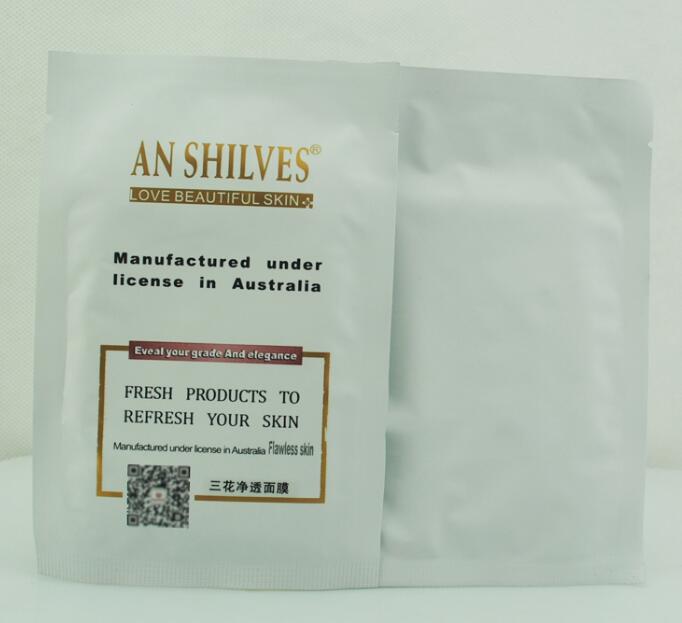 AN SHILVES®
LOVE BEAUTIFUL SKIN
Manufactured under
license in Australia
Eveal your grade And elegance
FRESH PRODUCTS TO
REFRESH YOUR SKIN
Manufactured under license in Australia Flawless skin
三花净透面膜